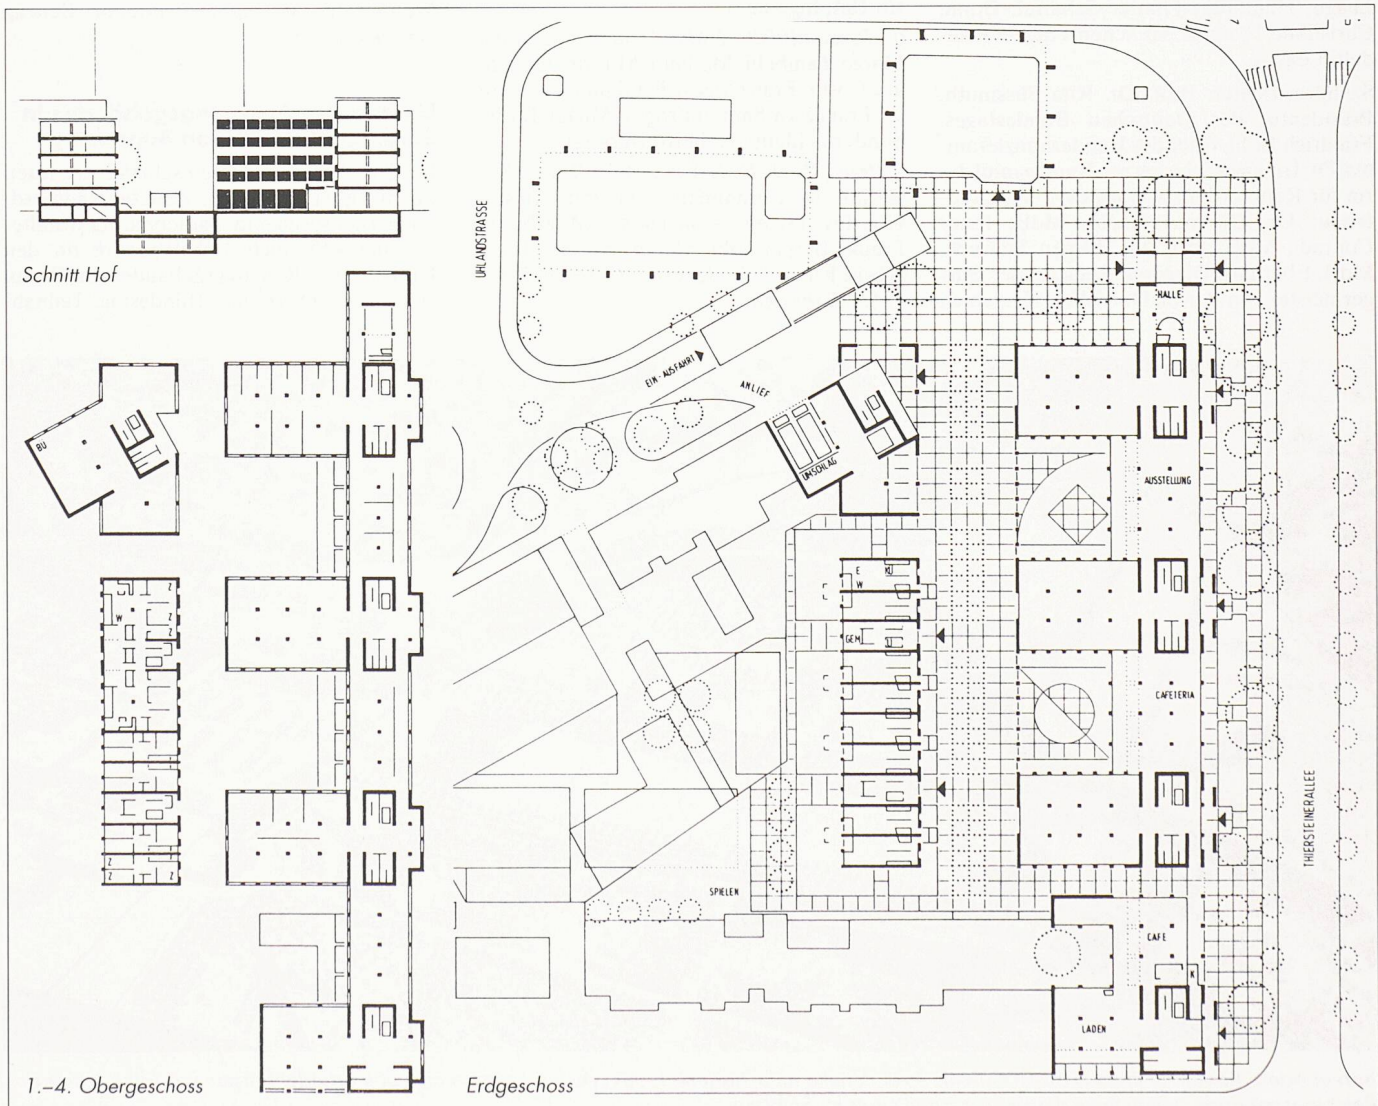 Schnitt Hof
UHLANDSTRASSE
HALLE
EIN-AUSFAHRT
ANLIEF
BU
UMSCHLAG
AUSSTELLUNG
E
W
W
Z
Z
Z
GEM
CAFETERIA
THIERSTEINERALLEE
Z
Z
Z
SPIELEN
CAFE
K
LADEN
1.–4. Obergeschoss
Erdgeschoss